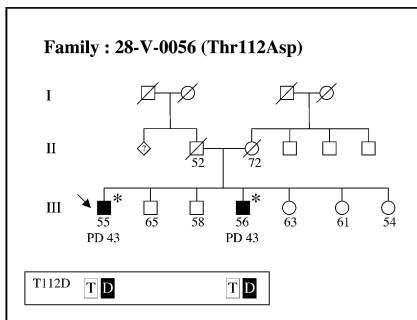 Family : 28-V-0056 (Thr112Asp)
I
II
?
52
72
III
*
*
55
65
58
56
63
61
54
PD 43
PD 43
T112D
T D
T D